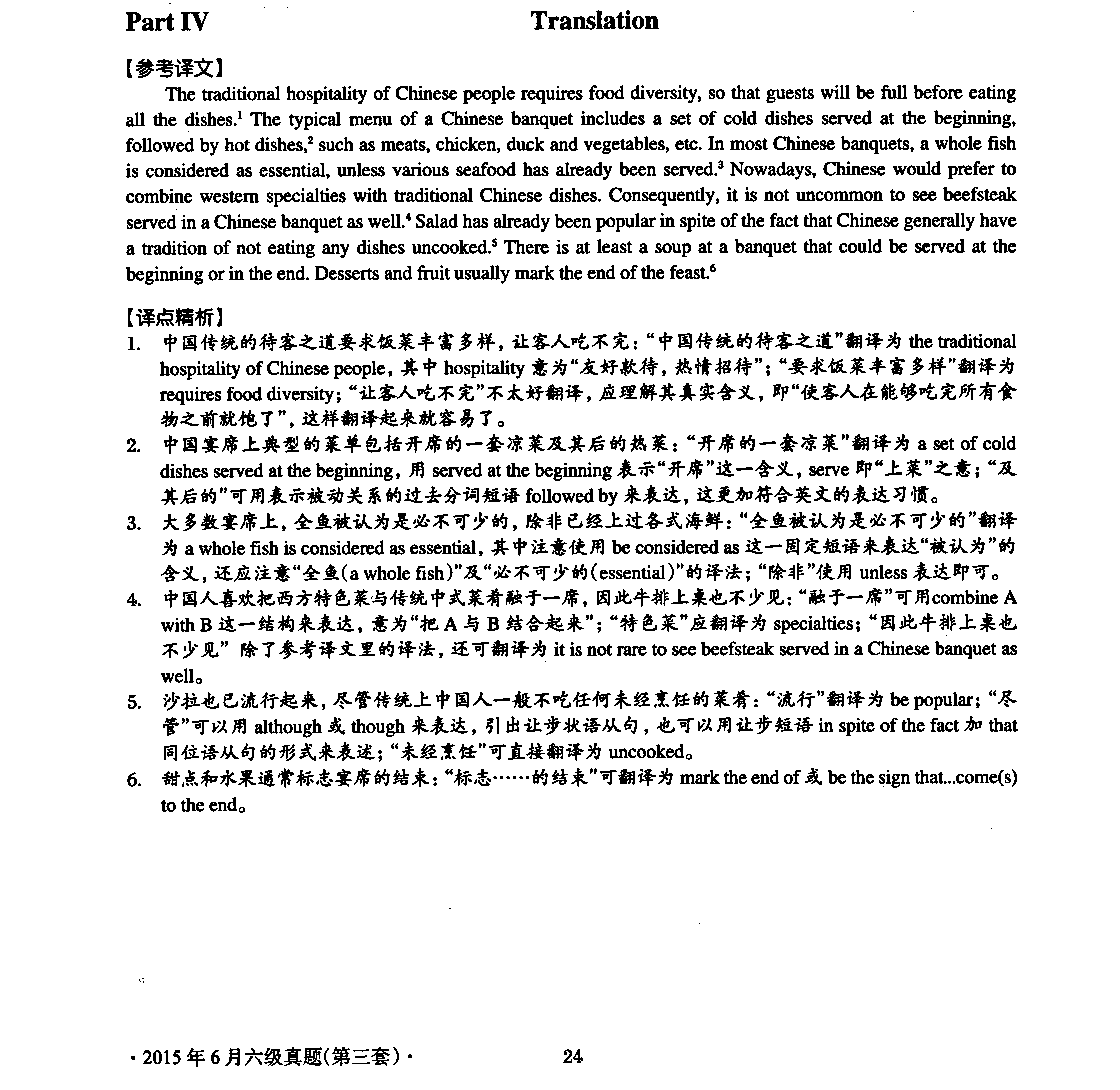 Part IV Translation
【参考译文】
The traditional hospitality of Chinese people requires food diversity, so that guests will be full before eating
all the dishes.¹ The typical menu of a Chinese banquet includes a set of cold dishes served at the beginning,
followed by hot dishes,² such as meats, chicken, duck and vegetables, etc. In most Chinese banquets, a whole fish
is considered as essential, unless various seafood has already been served.³ Nowadays, Chinese would prefer to
combine western specialties with traditional Chinese dishes. Consequently, it is not uncommon to see beefsteak
served in a Chinese banquet as well.⁴ Salad has already been popular in spite of the fact that Chinese generally have
a tradition of not eating any dishes uncooked.⁵ There is at least a soup at a banquet that could be served at the
beginning or in the end. Desserts and fruit usually mark the end of the feast.⁶
【译点精析】
1. 中国传统的待客之道要求饭菜丰富多样，让客人吃不完：“中国传统的待客之道”翻译为 the traditional
hospitality of Chinese people，其中 hospitality 意为“友好款待，热情招待”；“要求饭菜丰富多样”翻译为
requires food diversity；“让客人吃不完”不太好翻译，应理解其真实含义，即“使客人在能够吃完所有食
物之前就饱了”，这样翻译起来就容易了。
2. 中国宴席上典型的菜单包括开席的一套凉菜及其后的热菜：“开席的一套凉菜”翻译为 a set of cold
dishes served at the beginning，用 served at the beginning 表示“开席”这一含义，serve 即“上菜”之意；“及
其后的”可用表示被动关系的过去分词短语 followed by 来表达，这更加符合英文的表达习惯。
3. 大多数宴席上，全鱼被认为是必不可少的，除非已经上过各式海鲜：“全鱼被认为是必不可少的”翻译
为 a whole fish is considered as essential，其中注意使用 be considered as 这一固定短语来表达“被认为”的
含义，还应注意“全鱼(a whole fish)”及“必不可少的(essential)”的译法；“除非”使用 unless 表达即可。
4. 中国人喜欢把西方特色菜与传统中式菜肴融于一席，因此牛排上桌也不少见：“融于一席”可用combine A
with B 这一结构来表达，意为“把 A 与 B 结合起来”；“特色菜”应翻译为 specialties；“因此牛排上桌也
不少见” 除了参考译文里的译法，还可翻译为 it is not rare to see beefsteak served in a Chinese banquet as
well。
5. 沙拉也已流行起来，尽管传统上中国人一般不吃任何未经烹饪的菜肴：“流行”翻译为 be popular；“尽
管”可以用 although 或 though 来表达，引出让步状语从句，也可以用让步短语 in spite of the fact 加 that
同位语从句的形式来表述；“未经烹饪”可直接翻译为 uncooked。
6. 甜点和水果通常标志宴席的结束：“标志……的结束”可翻译为 mark the end of 或 be the sign that...come(s)
to the end。
·2015 年 6 月六级真题(第三套)· 24